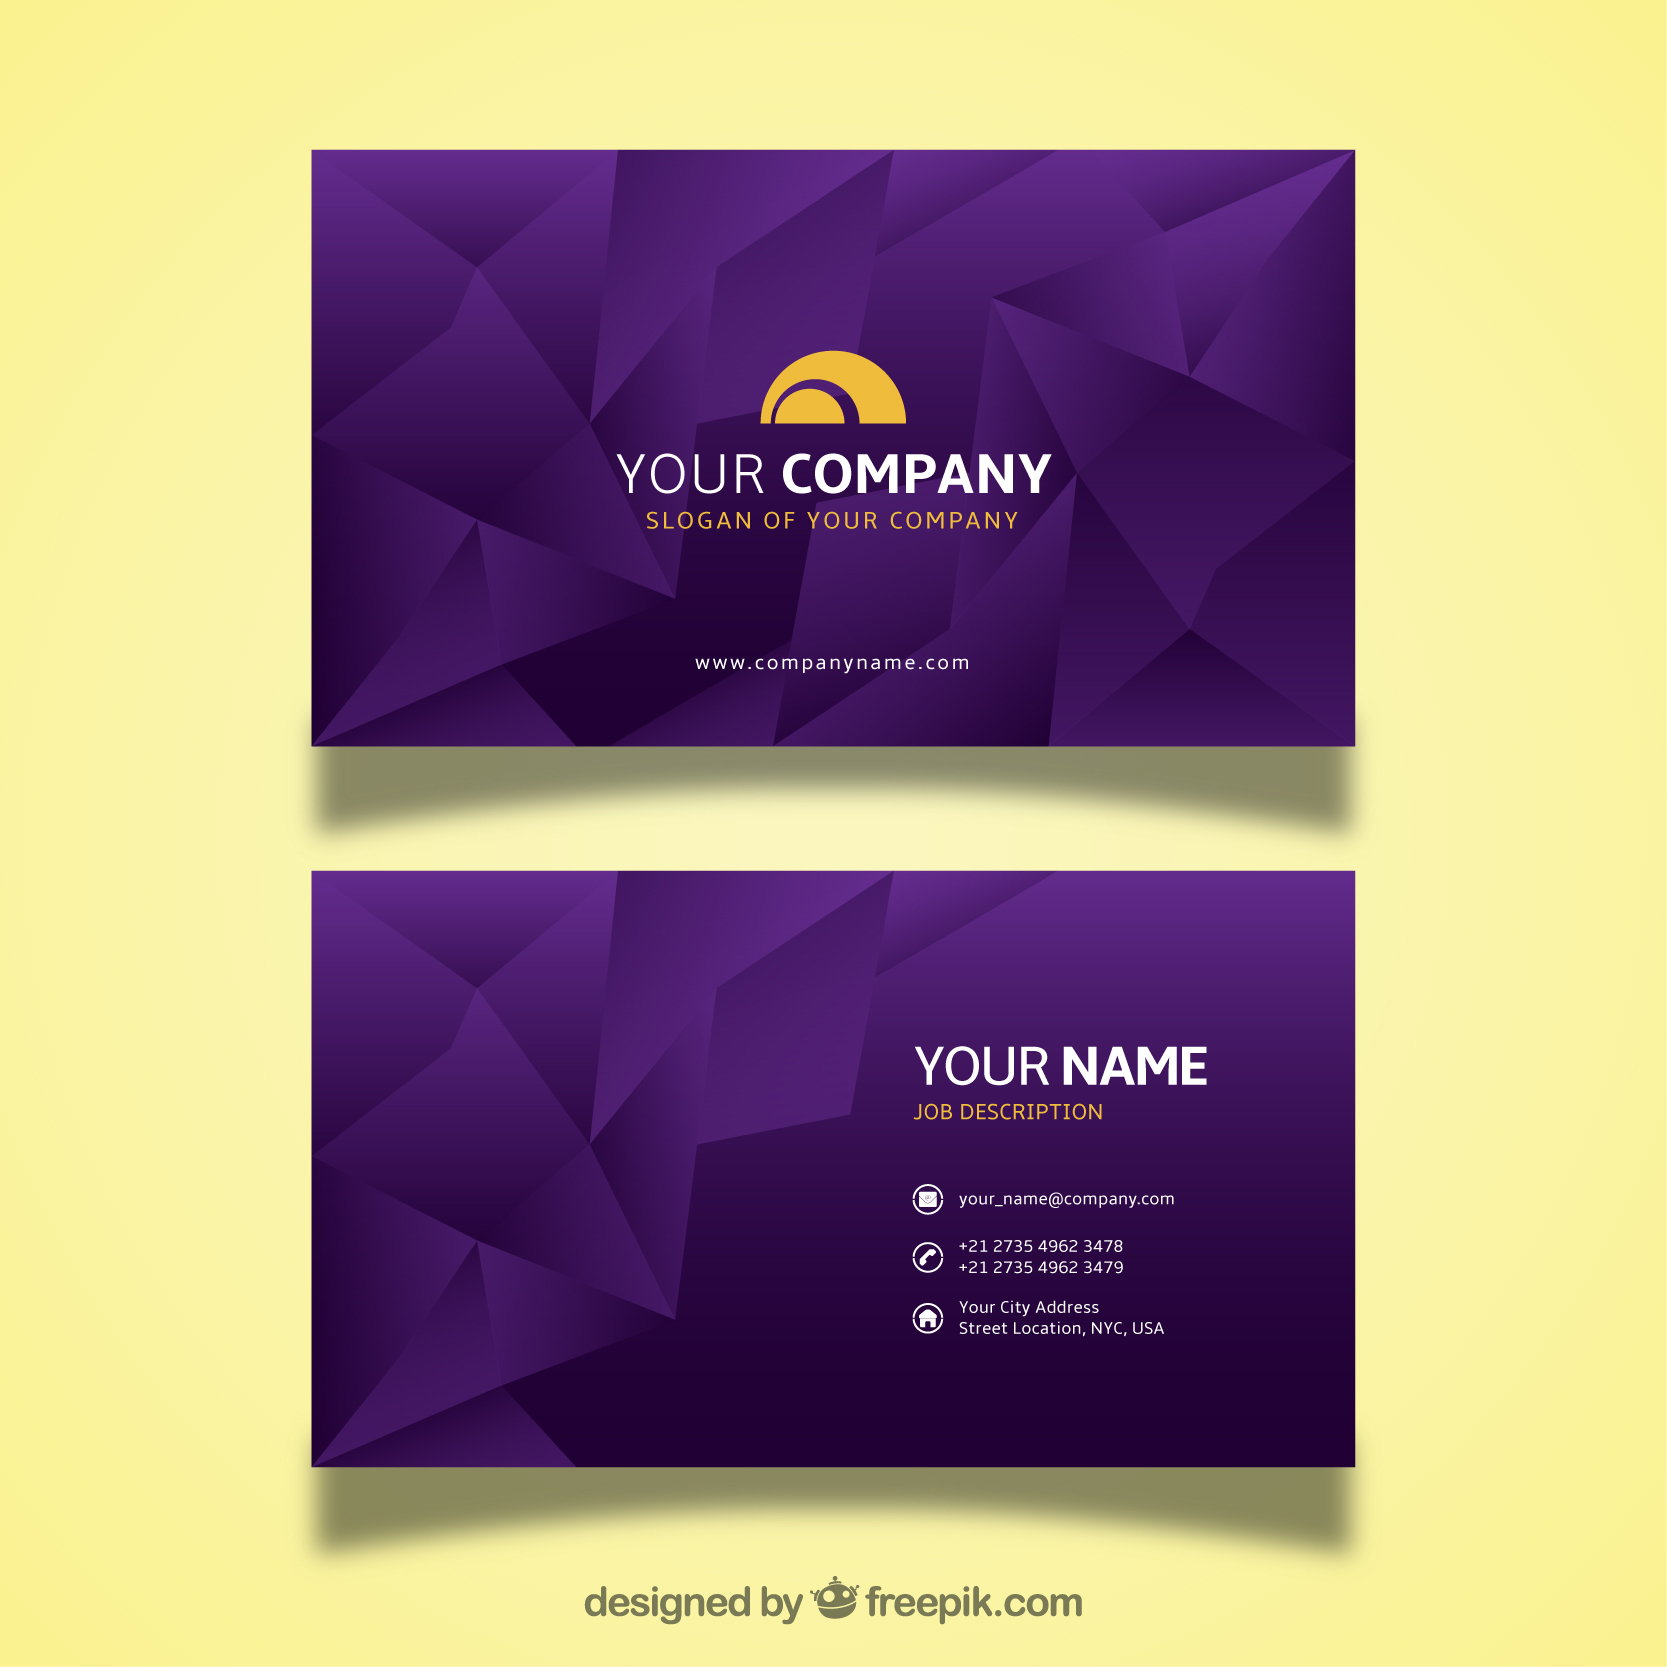 YOUR COMPANY
SLOGAN OF YOUR COMPANY
www.companyname.com
YOUR NAME
JOB DESCRIPTION
your_name@company.com
+21 2735 4962 3478
+21 2735 4962 3479
Your City Address
Street Location, NYC, USA
designed by freepik.com